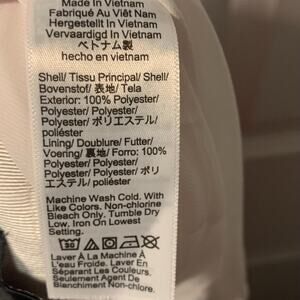 Made in Vietnam
Fabriqué Au Viêt Nam
Hergestellt In Vietnam
Vervaardigd In Vietnam
ベトナム製
hecho en vietnam
Shell/ Tissu Principal/ Shell/
Bovenstof/ 表地/ Tela
Exterior: 100% Polyester/
Polyester/ Polyester/
Polyester/ ポリエステル/
poliéster
Lining/ Doublure/ Futter/
Voering/ 裏地/ Forro: 100%
Polyester/ Polyester/
Polyester/ Polyester/ ポリ
エステル/ poliéster
Machine Wash Cold. With
Like Colors. Non-chlorine
Bleach Only. Tumble Dry
Low. Iron On Lowest
Setting.
Laver À La Machine À
L'eau Froide. Laver En
Séparant Les Couleurs.
Seulement Agent De
Blanchiment Non-chloré.